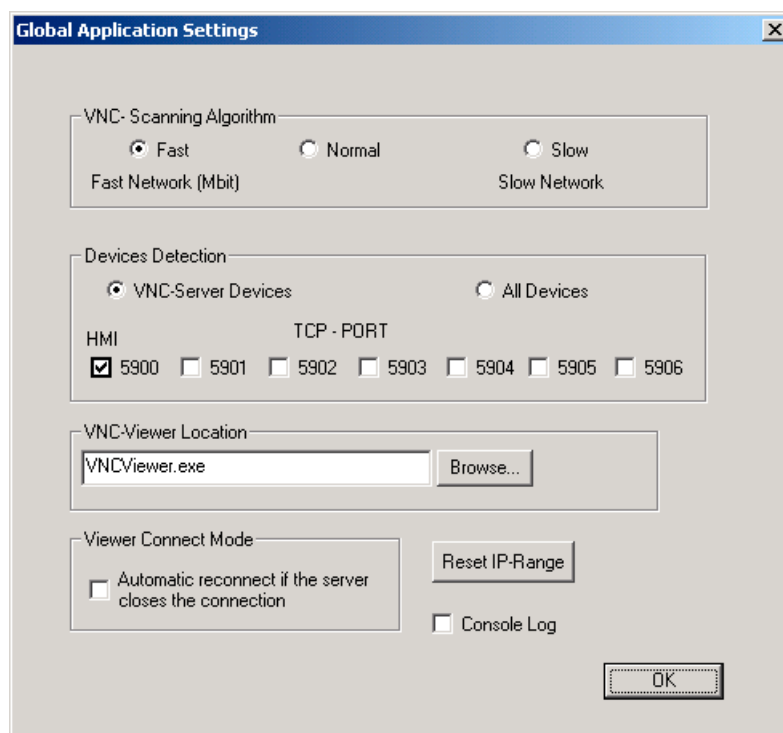 Global Application Settings
VNC- Scanning Algorithm
Fast Normal Slow
Fast Network (Mbit) Slow Network
Devices Detection
VNC-Server Devices All Devices
HMI TCP - PORT
5900 5901 5902 5903 5904 5905 5906
VNC-Viewer Location
VNCViewer.exe Browse...
Viewer Connect Mode
Automatic reconnect if the server
closes the connection
Reset IP-Range
Console Log
OK